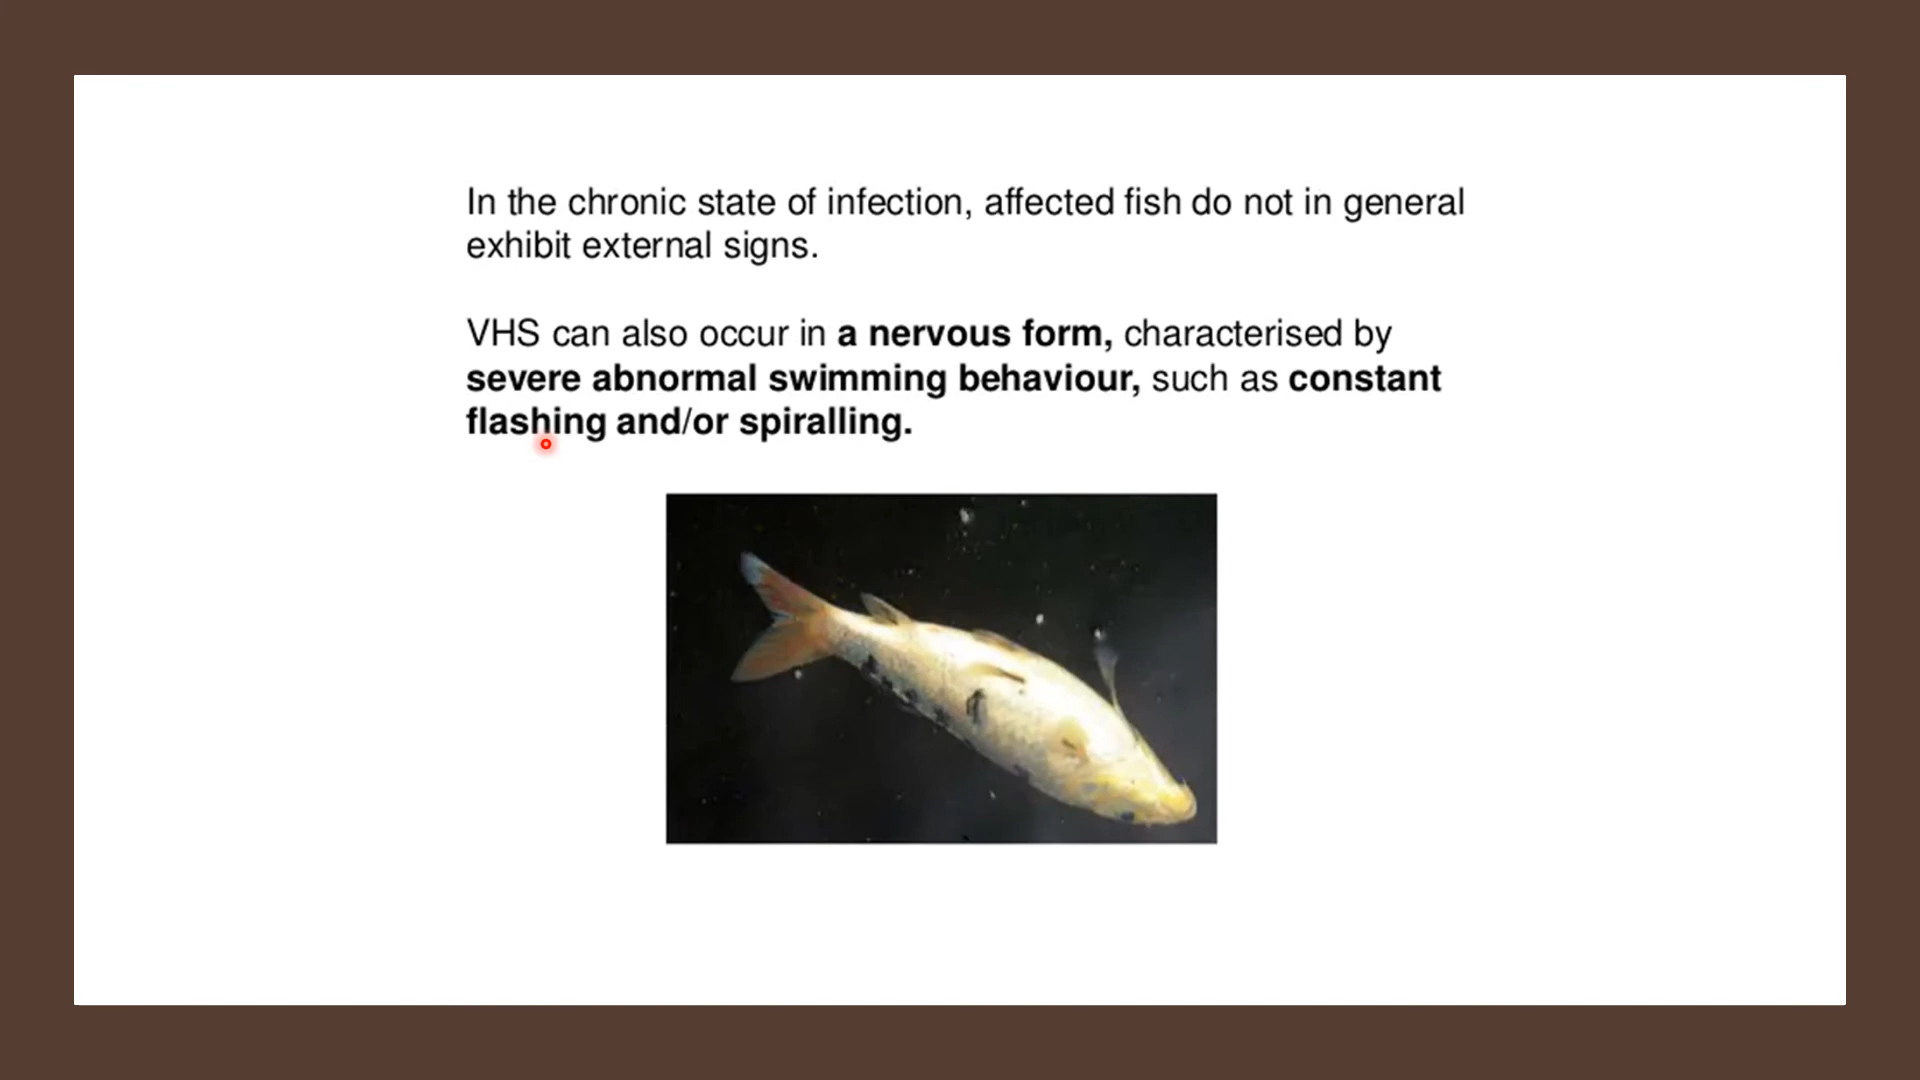 In the chronic state of infection, affected fish do not in general
exhibit external signs.
VHS can also occur in a nervous form, characterised by
severe abnormal swimming behaviour, such as constant
flashing and/or spiralling.